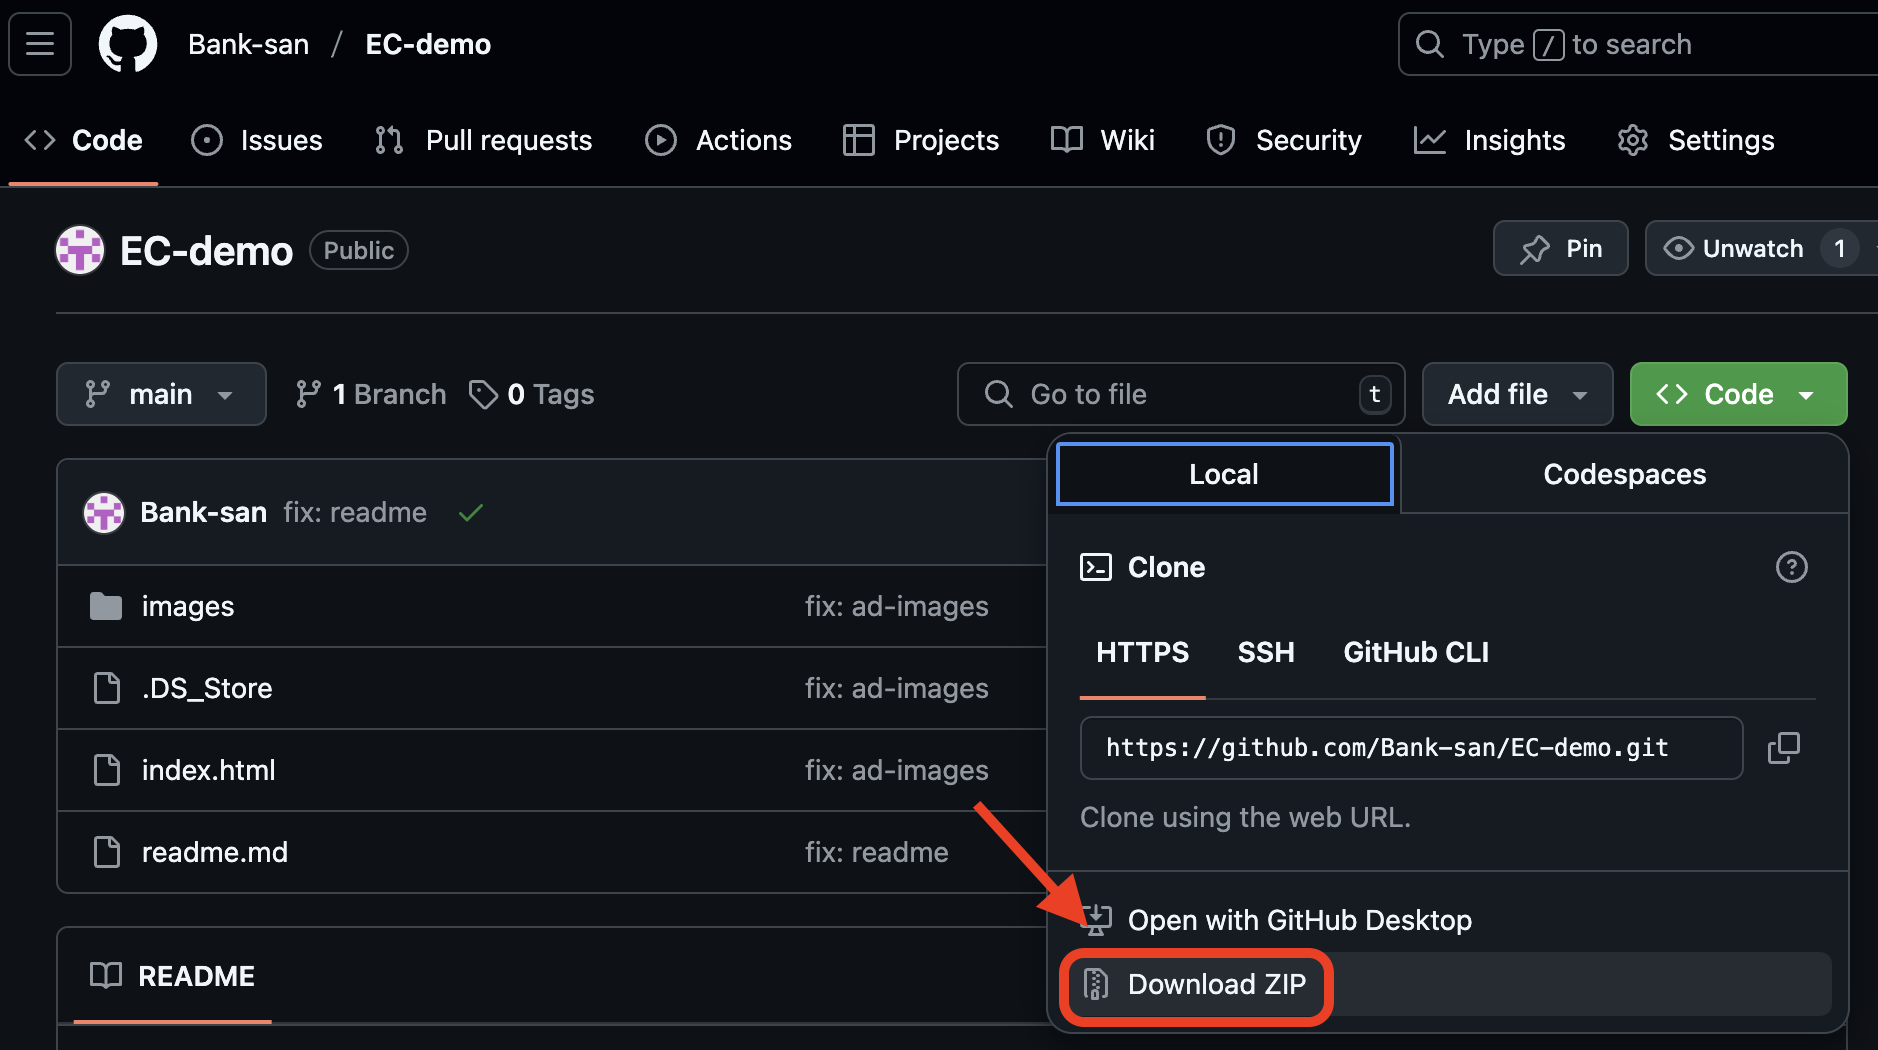 Bank-san / EC-demo
Type / to search
Code Issues Pull requests Actions Projects Wiki Security Insights Settings
EC-demo Public
Pin Unwatch 1
main 1 Branch 0 Tags
Go to file t
Add file Code
Local Codespaces
Bank-san fix: readme
Clone
images fix: ad-images
HTTPS SSH GitHub CLI
.DS_Store fix: ad-images
https://github.com/Bank-san/EC-demo.git
index.html fix: ad-images
Clone using the web URL.
readme.md fix: readme
Open with GitHub Desktop
Download ZIP
README